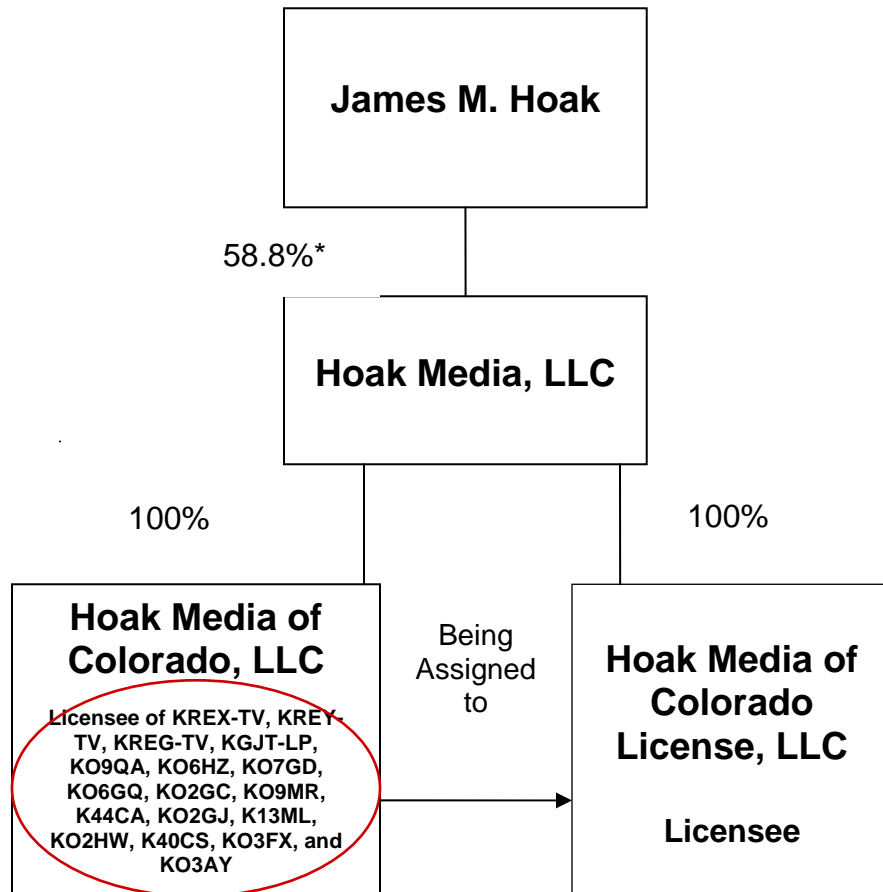 James M. Hoak
58.8%*
Hoak Media, LLC
100%
100%
Hoak Media of
Colorado, LLC
Licensee of KREX-TV, KREY-
TV, KREG-TV, KGJT-LP,
KO9QA, KO6HZ, KO7GD,
KO6GQ, KO2GC, KO9MR,
K44CA, KO2GJ, K13ML,
KO2HW, K40CS, KO3FX, and
KO3AY
Being
Assigned
to
Hoak Media of
Colorado
License, LLC
Licensee